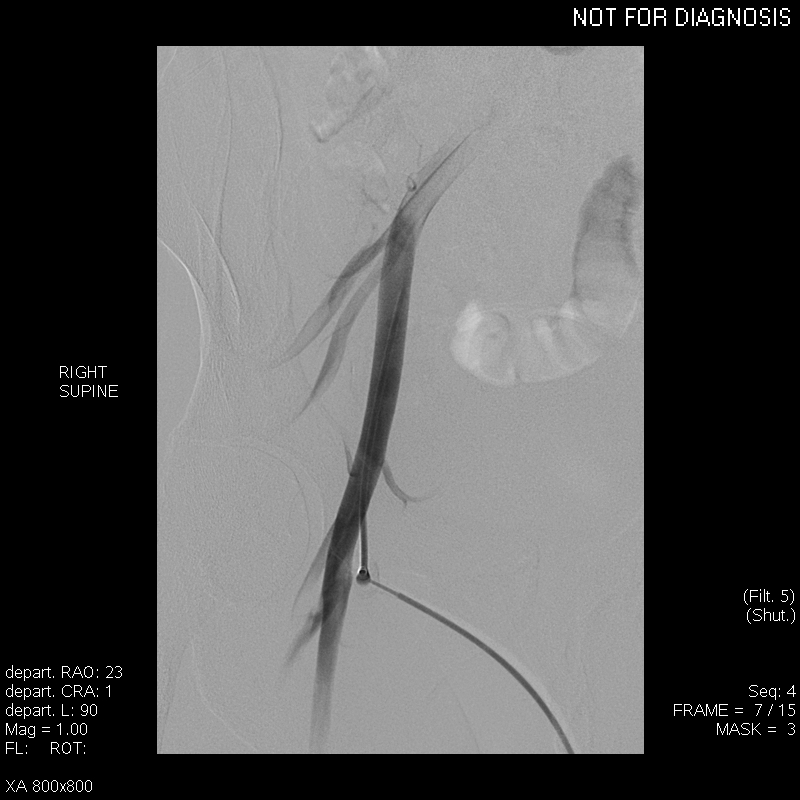 NOT FOR DIAGNOSIS
RIGHT
SUPINE
(Filt. 5)
(Shut.)
depart. RAO: 23
depart. CRA: 1
depart. L: 90
Mag = 1.00
FL: ROT:
Seq: 4
FRAME = 7 / 15
MASK = 3
XA 800x800